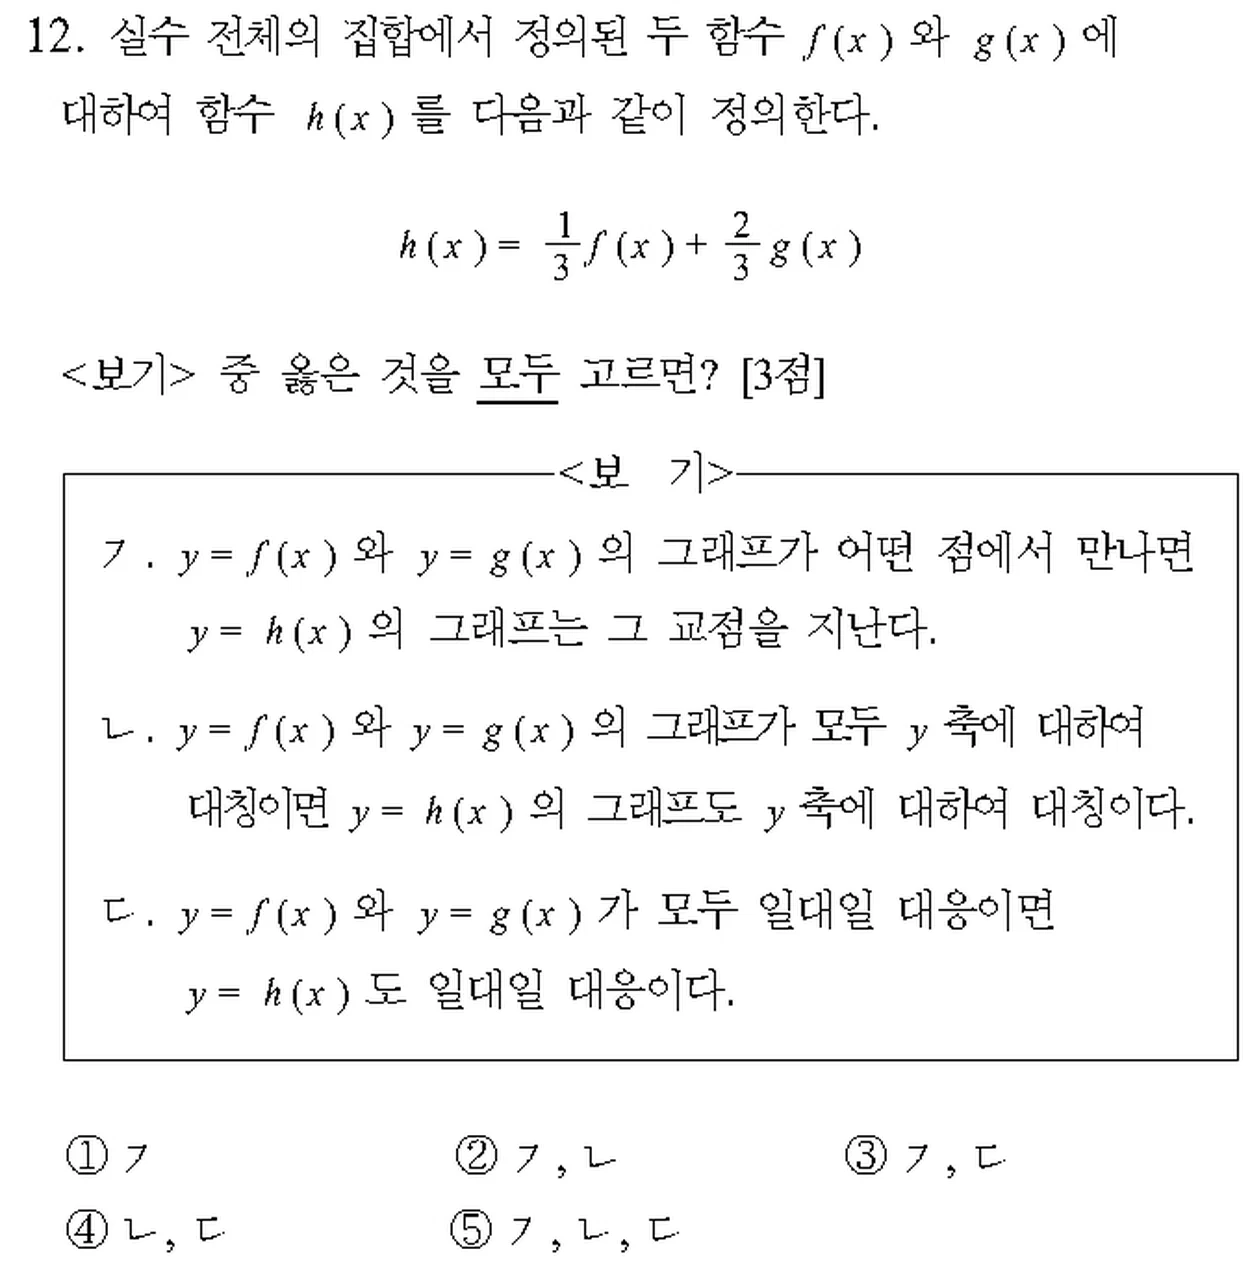 12. 실수 전체의 집합에서 정의된 두 함수 f(x)와 g(x)에
대하여 함수 h(x)를 다음과 같이 정의한다.
h(x) = 1/3 f(x) + 2/3 g(x)
<보기> 중 옳은 것을 모두 고르면? [3점]
<보 기>
ㄱ. y = f(x)와 y = g(x)의 그래프가 어떤 점에서 만나면
y = h(x)의 그래프는 그 교점을 지난다.
ㄴ. y = f(x)와 y = g(x)의 그래프가 모두 y축에 대하여
대칭이면 y = h(x)의 그래프도 y축에 대하여 대칭이다.
ㄷ. y = f(x)와 y = g(x)가 모두 일대일 대응이면
y = h(x)도 일대일 대응이다.
① ㄱ ② ㄱ, ㄴ ③ ㄱ, ㄷ
④ ㄴ, ㄷ ⑤ ㄱ, ㄴ, ㄷ